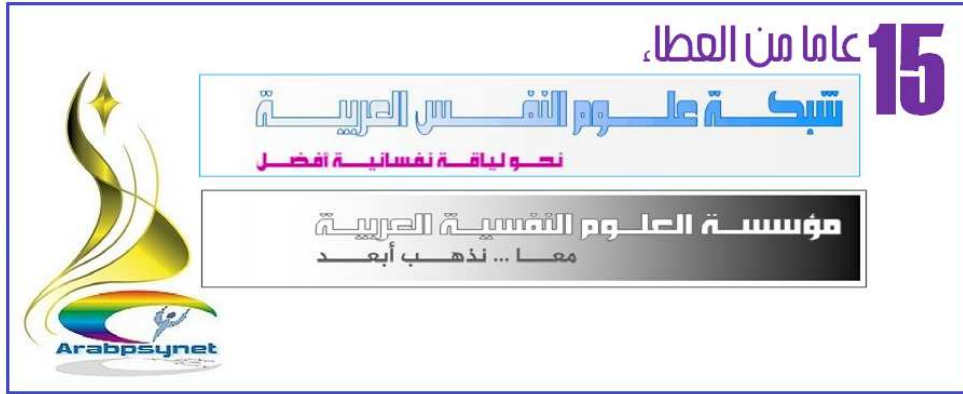 15 عاما من العطاء
شبكة علوم النفس العربية
نحو لياقة نفسانية أفضل
مؤسسة العلوم النفسية العربية
معا ... نذهب أبعد
Arabpsynet